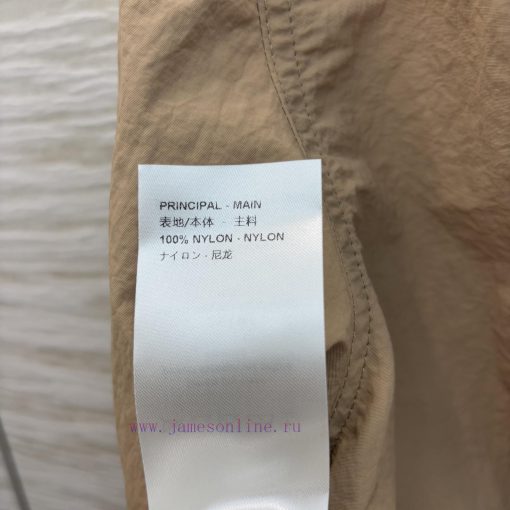 PRINCIPAL - MAIN
表地/本体 - 主料
100% NYLON - NYLON
ナイロン - 尼龙
www.jamesonline.ru